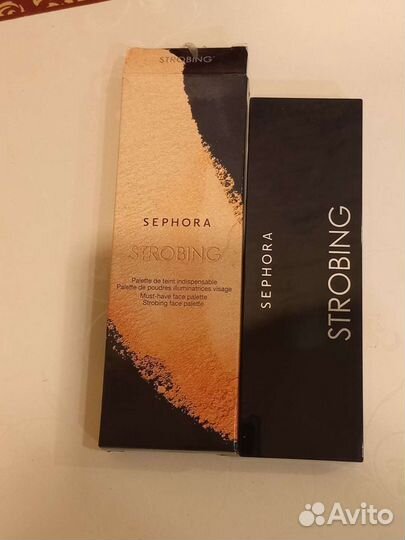 STROBING
SEPHORA
STROBING
Palette de teint indispensable
Palette de poudres illuminatrices visage
Must-have face palette
Strobing face palette
SEPHORA
STROBING
Avito